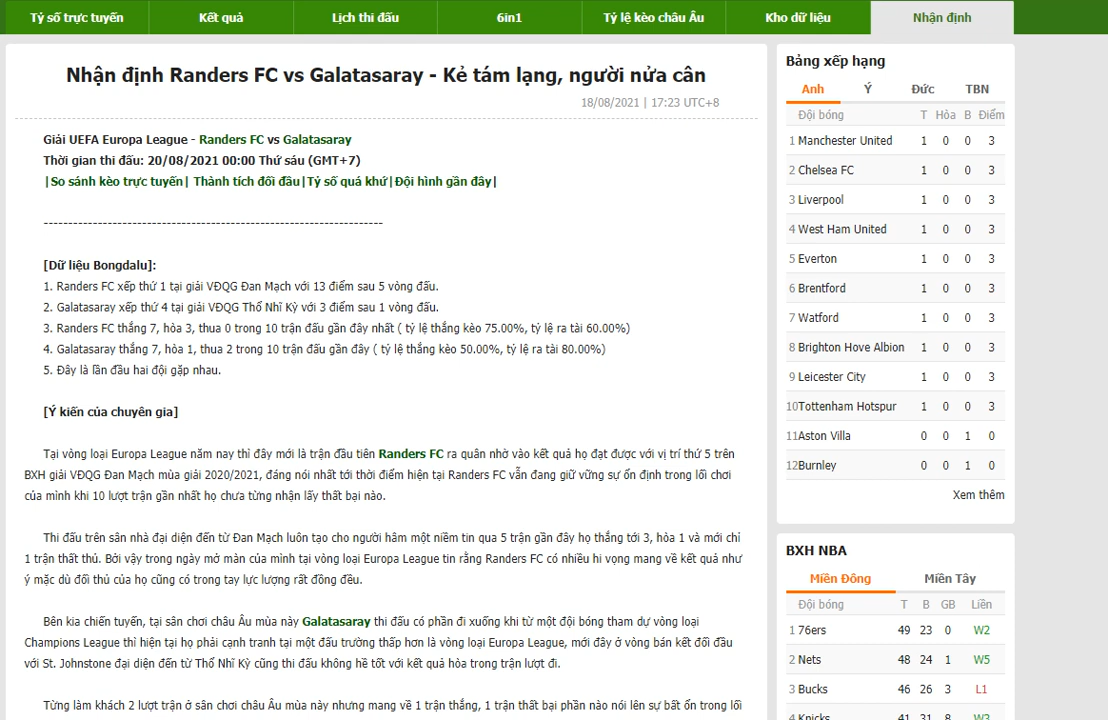 Tỷ số trực tuyến Kết quả Lịch thi đấu 6in1 Tỷ lệ kèo châu Âu Kho dữ liệu Nhận định
Nhận định Randers FC vs Galatasaray - Kẻ tám lạng, người nửa cân
18/08/2021 | 17:23 UTC+8
Giải UEFA Europa League - Randers FC vs Galatasaray
Thời gian thi đấu: 20/08/2021 00:00 Thứ sáu (GMT+7)
|So sánh kèo trực tuyến| Thành tích đối đầu|Tỷ số quá khứ|Đội hình gần đây|
----------------------------------------------------------------------
[Dữ liệu Bongdalu]:
1. Randers FC xếp thứ 1 tại giải VĐQG Đan Mạch với 13 điểm sau 5 vòng đấu.
2. Galatasaray xếp thứ 4 tại giải VĐQG Thổ Nhĩ Kỳ với 3 điểm sau 1 vòng đấu.
3. Randers FC thắng 7, hòa 3, thua 0 trong 10 trận đấu gần đây nhất ( tỷ lệ thắng kèo 75.00%, tỷ lệ ra tài 60.00%)
4. Galatasaray thắng 7, hòa 1, thua 2 trong 10 trận đấu gần đây ( tỷ lệ thắng kèo 50.00%, tỷ lệ ra tài 80.00%)
5. Đây là lần đầu hai đội gặp nhau.
[Ý kiến của chuyên gia]
Tại vòng loại Europa League năm nay thì đây mới là trận đầu tiên Randers FC ra quân nhờ vào kết quả họ đạt được với vị trí thứ 5 trên
BXH giải VĐQG Đan Mạch mùa giải 2020/2021, đáng nói nhất tới thời điểm hiện tại Randers FC vẫn đang giữ vững sự ổn định trong lối chơi
của mình khi 10 lượt trận gần nhất họ chưa từng nhận lấy thất bại nào.
Thi đấu trên sân nhà đại diện đến từ Đan Mạch luôn tạo cho người hâm một niềm tin qua 5 trận gần đây họ thắng tới 3, hòa 1 và mới chỉ
1 trận thất thủ. Bởi vậy trong ngày mở màn của mình tại vòng loại Europa League tin rằng Randers FC có nhiều hi vọng mang về kết quả như
ý mặc dù đối thủ của họ cũng có trong tay lực lượng rất đồng đều.
Bên kia chiến tuyến, tại sân chơi châu Âu mùa này Galatasaray thi đấu có phần đi xuống khi từ một đội bóng tham dự vòng loại
Champions League thì hiện tại họ phải cạnh tranh tại một đấu trường thấp hơn là vòng loại Europa League, mới đây ở vòng bán kết đối đầu
với St. Johnstone đại diện đến từ Thổ Nhĩ Kỳ cũng thi đấu không hề tốt với kết quả hòa trong trận lượt đi.
Từng làm khách 2 lượt trận ở sân chơi châu Âu mùa này nhưng mang về 1 trận thắng, 1 trận thất bại phần nào nói lên sự bất ổn trong lối
Bảng xếp hạng
Anh Ý Đức TBN
Đội bóng T Hòa B Điểm
1 Manchester United 1 0 0 3
2 Chelsea FC 1 0 0 3
3 Liverpool 1 0 0 3
4 West Ham United 1 0 0 3
5 Everton 1 0 0 3
6 Brentford 1 0 0 3
7 Watford 1 0 0 3
8 Brighton Hove Albion 1 0 0 3
9 Leicester City 1 0 0 3
10 Tottenham Hotspur 1 0 0 3
11 Aston Villa 0 0 1 0
12 Burnley 0 0 1 0
Xem thêm
BXH NBA
Miền Đông Miền Tây
Đội bóng T B GB Liên
1 76ers 49 23 0 W2
2 Nets 48 24 1 W5
3 Bucks 46 26 3 L1
4 Knicks 41 31 8 W3